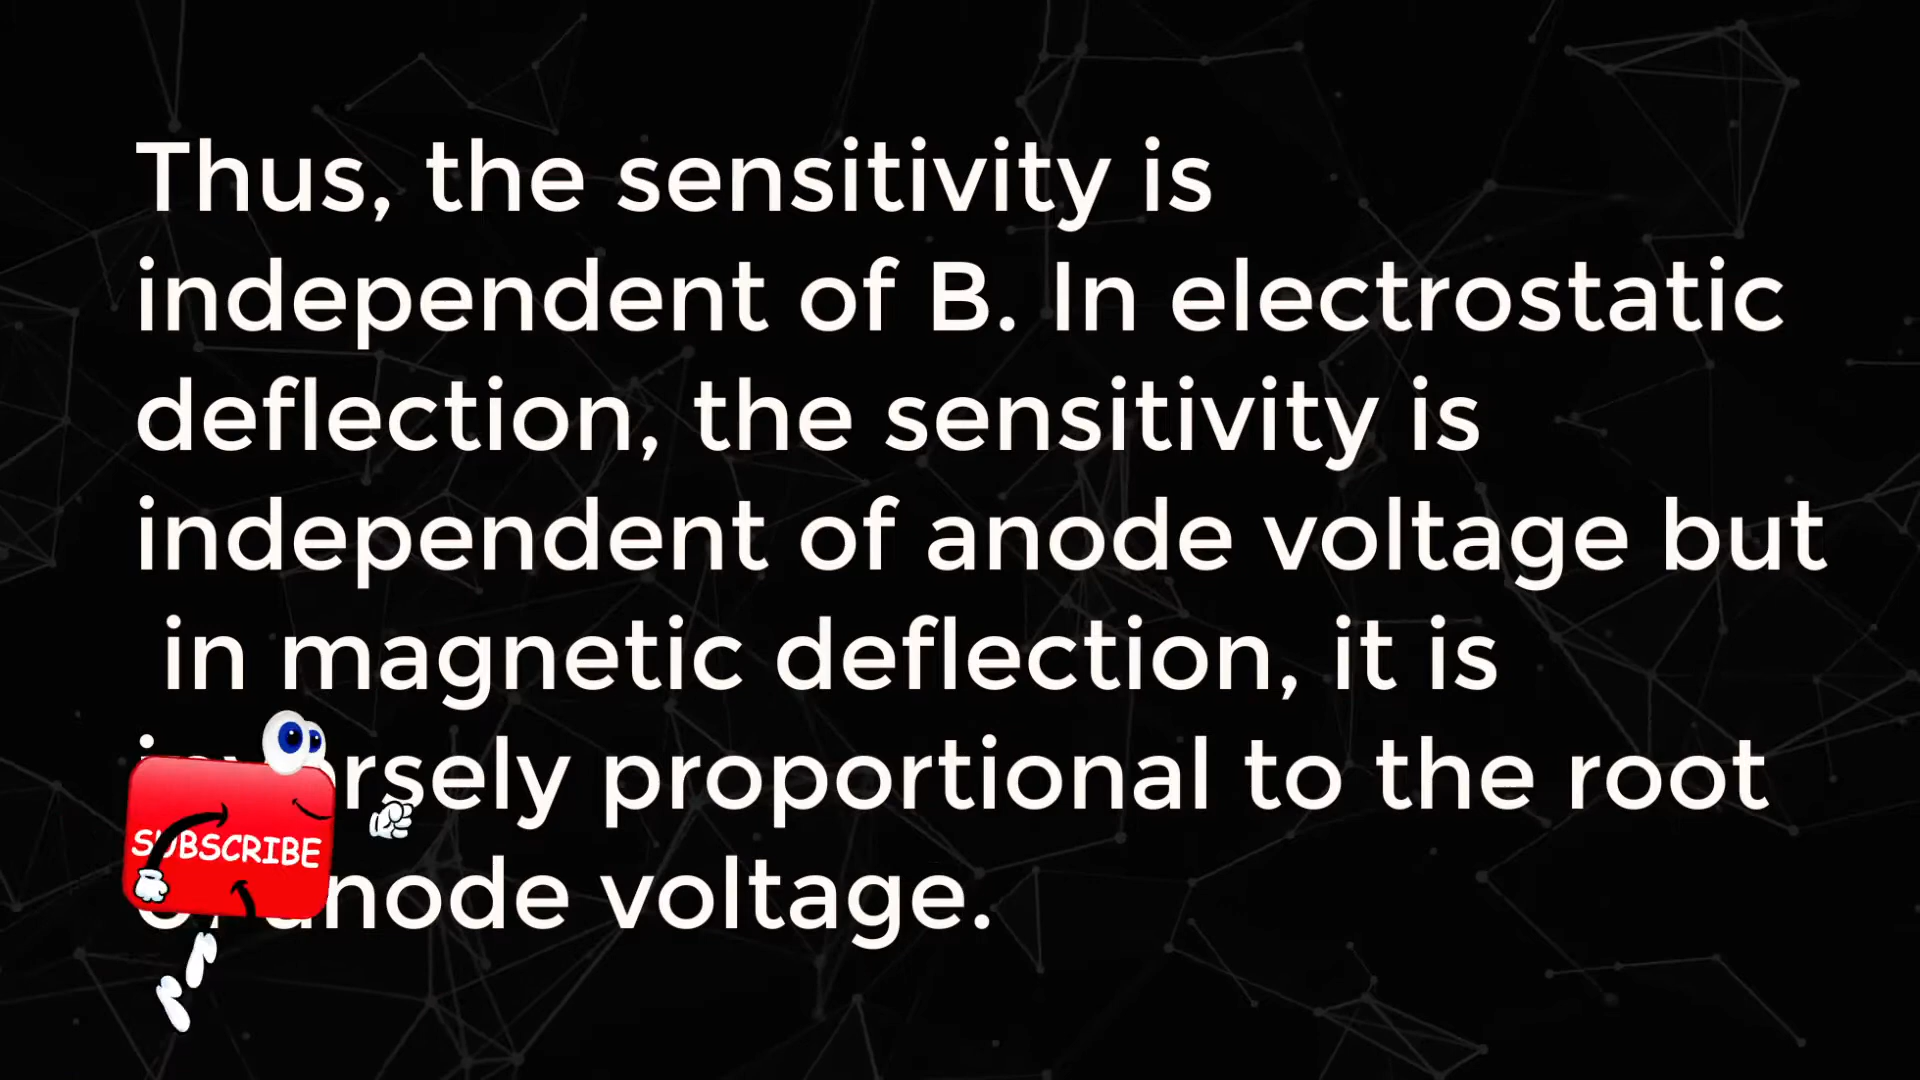 Thus, the sensitivity is
independent of B. In electrostatic
deflection, the sensitivity is
independent of anode voltage but
in magnetic deflection, it is
inversely proportional to the root
of anode voltage.
SUBSCRIBE